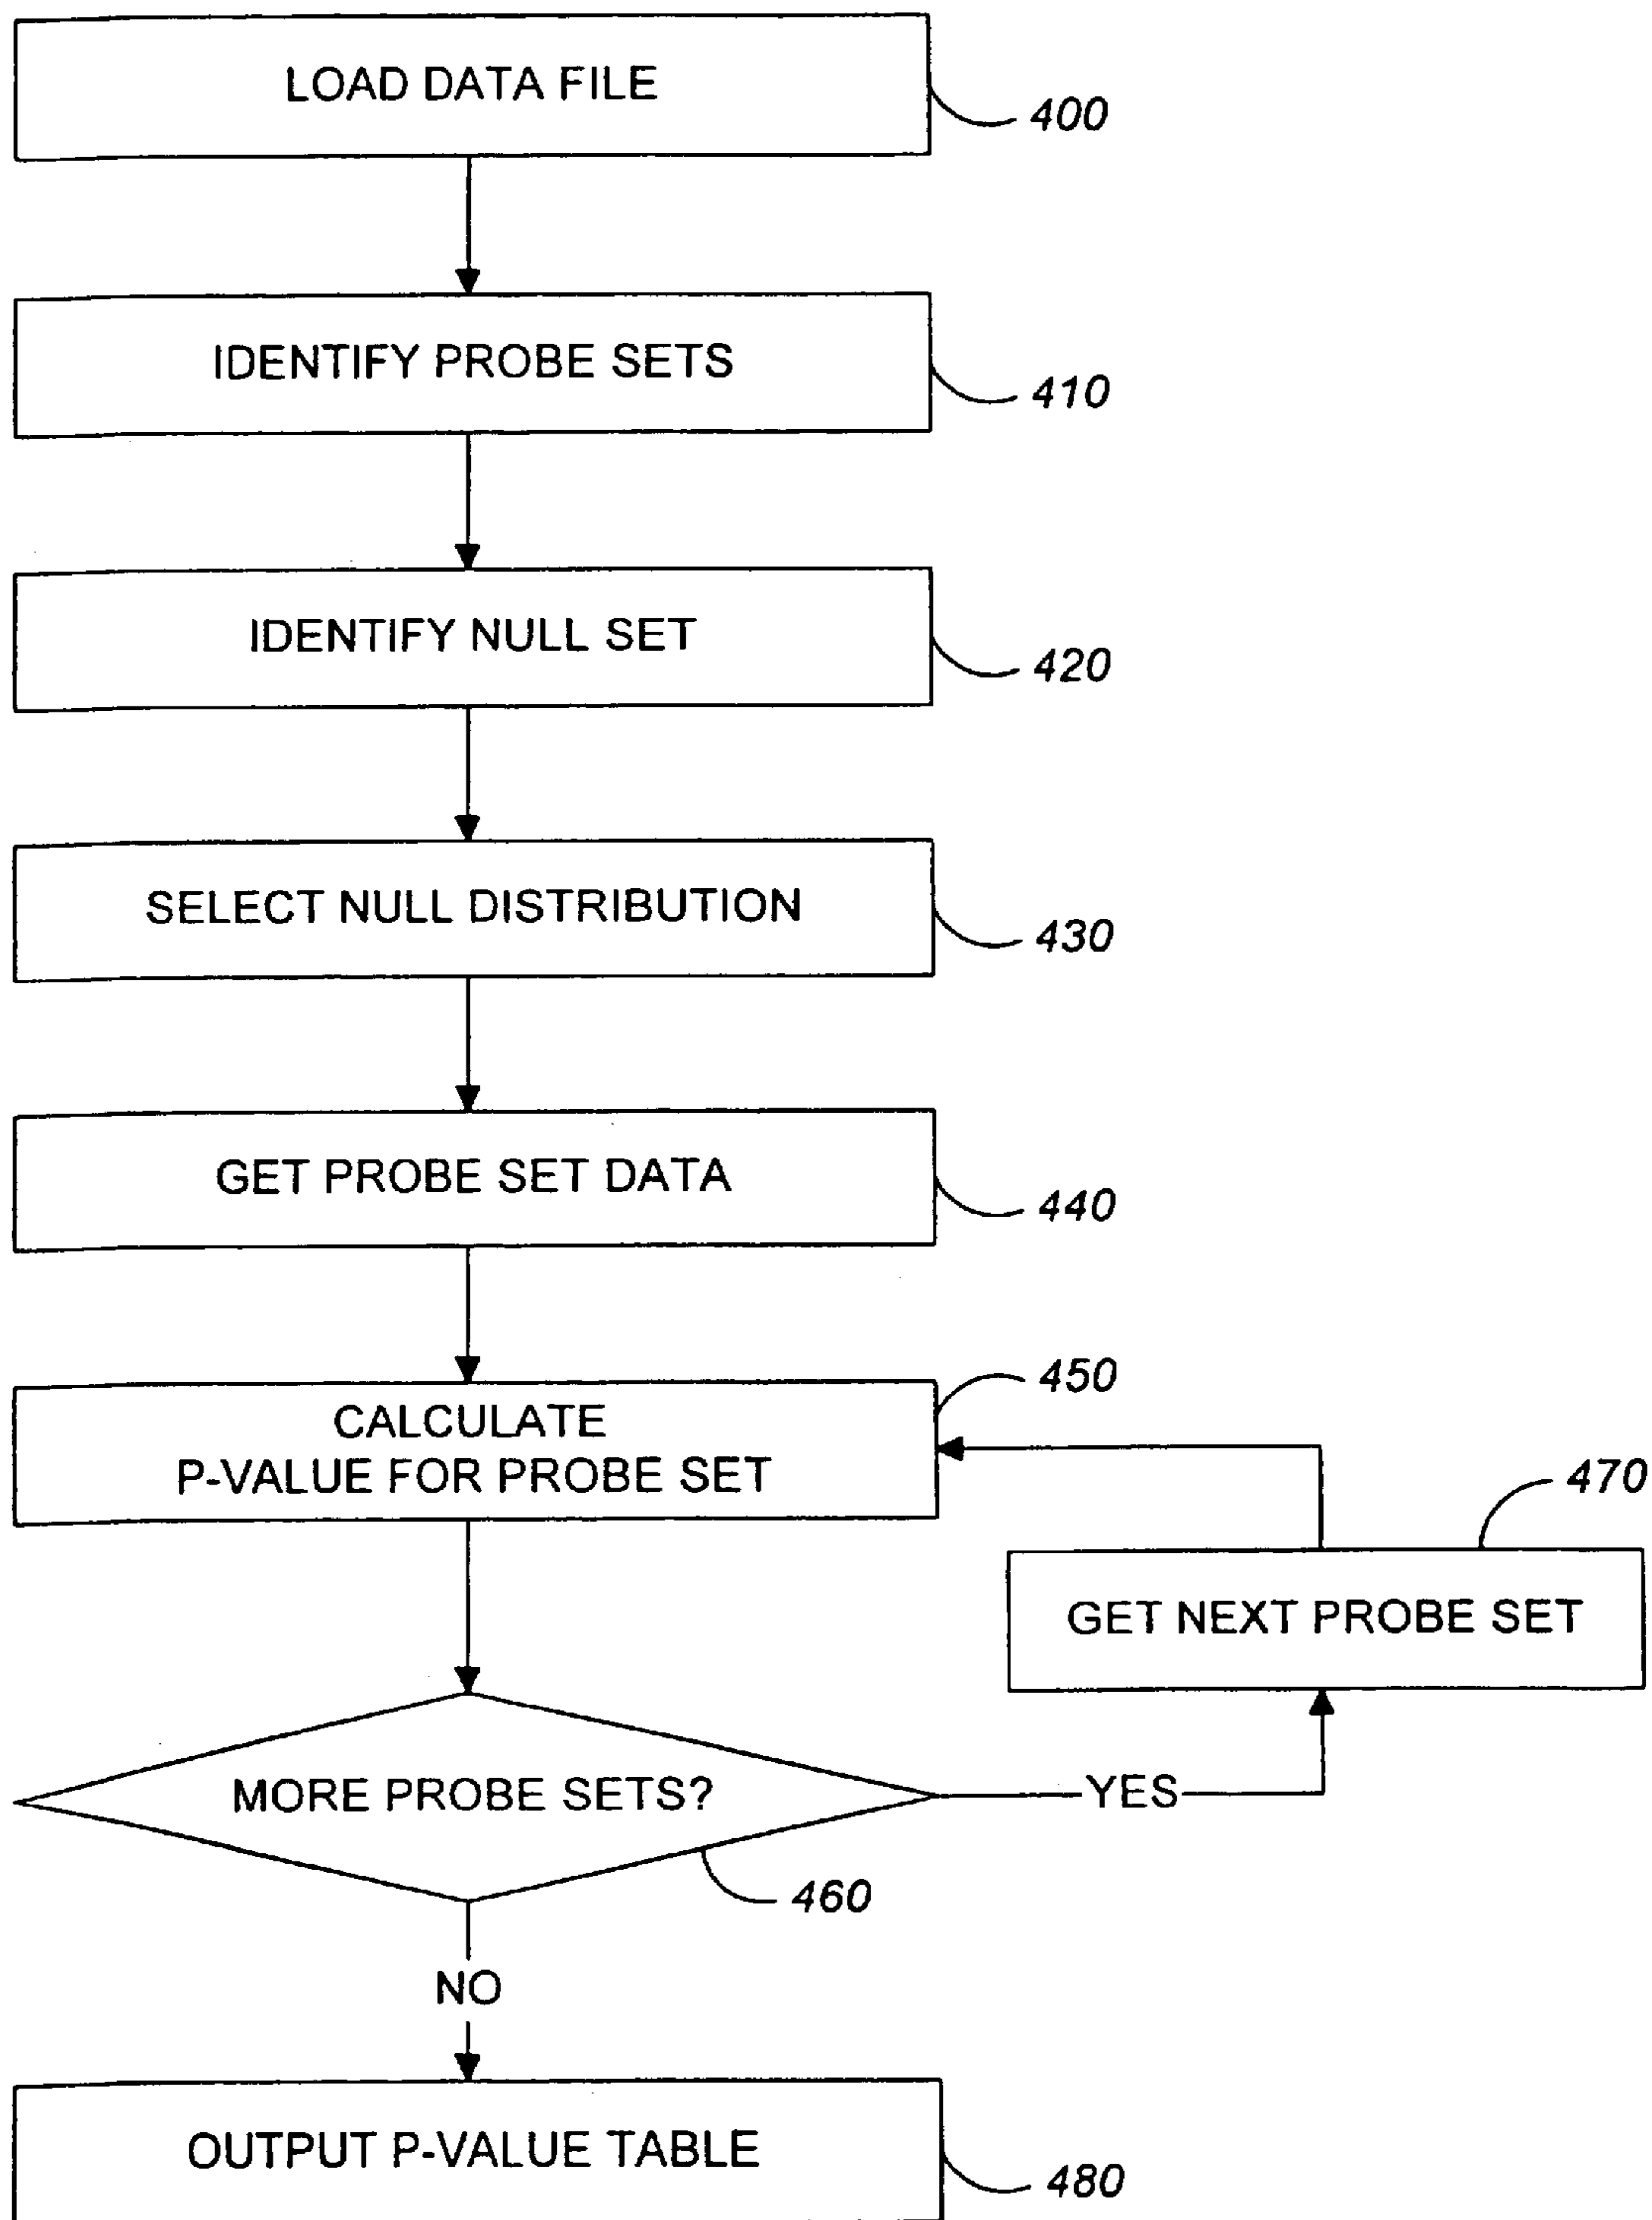 LOAD DATA FILE
400
IDENTIFY PROBE SETS
410
IDENTIFY NULL SET
420
SELECT NULL DISTRIBUTION
430
GET PROBE SET DATA
440
450
CALCULATE
P-VALUE FOR PROBE SET
470
GET NEXT PROBE SET
MORE PROBE SETS?
YES
460
NO
OUTPUT P-VALUE TABLE
480